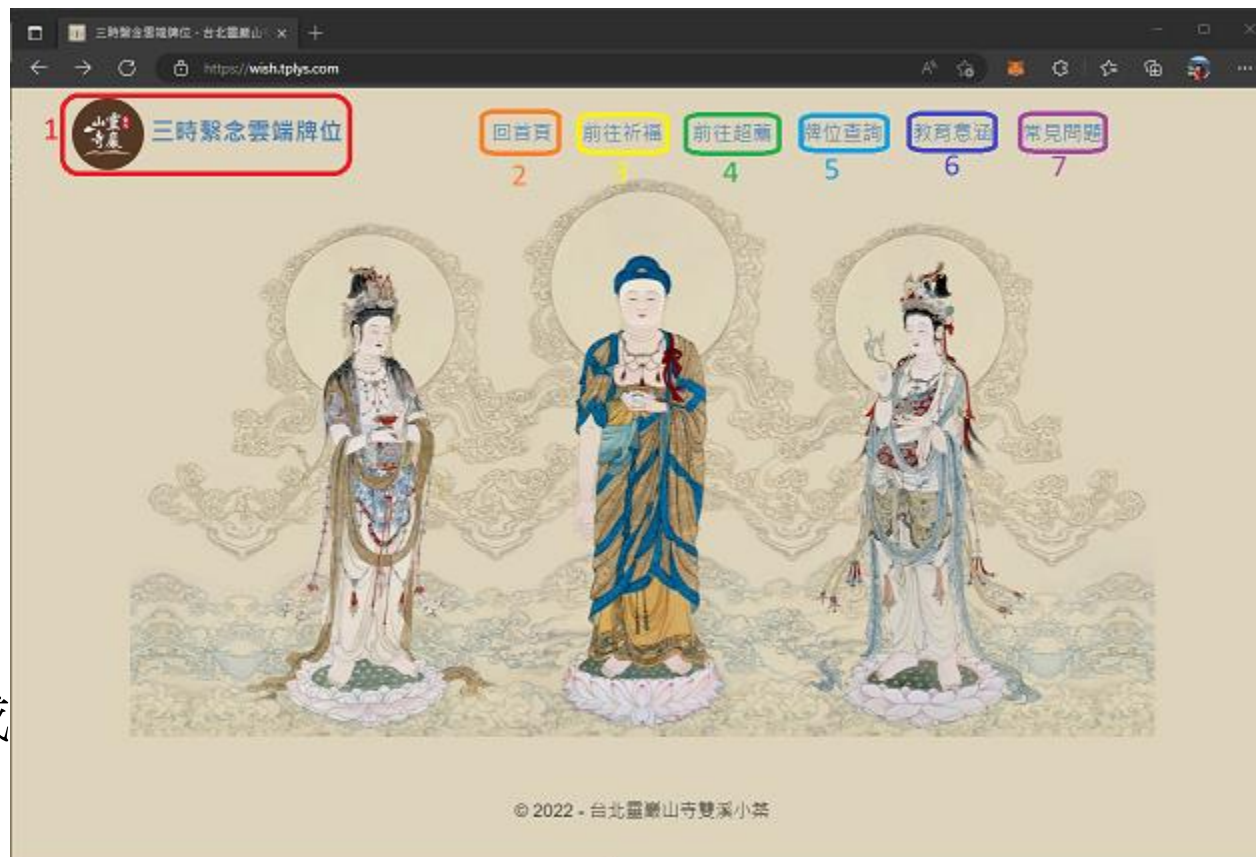 三時繫念雲端牌位 - 台北靈巖山
https://wish.tplys.com
1
山靈寺巖
三時繫念雲端牌位
回首頁 前往祈福 前往超薦 牌位查詢 教育意涵 常見問題
2 3 4 5 6 7
© 2022 - 台北靈巖山寺雙溪小築